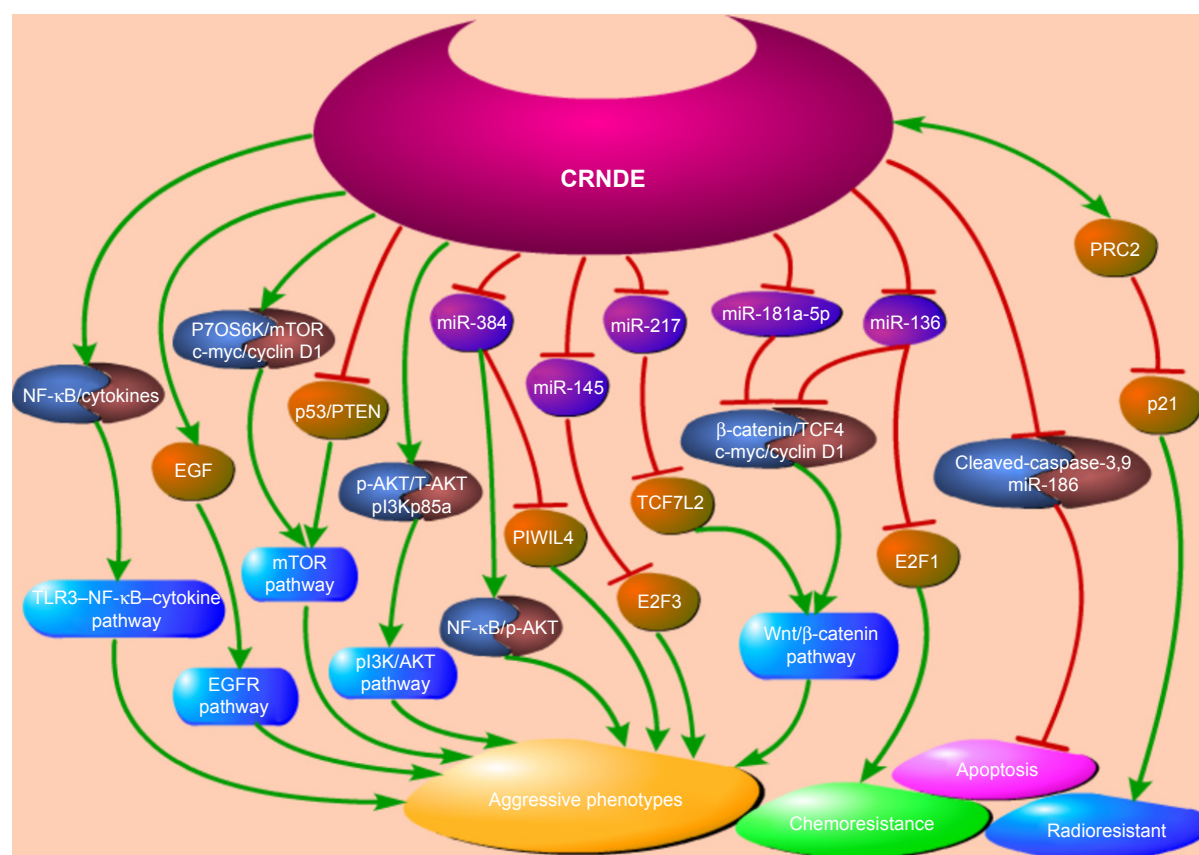 CRNDE
PRC2
miR-384
miR-217
miR-181a-5p
miR-136
P7OS6K/mTOR
c-myc/cyclin D1
NF-κB/cytokines
miR-145
p53/PTEN
p21
β-catenin/TCF4
c-myc/cyclin D1
EGF
p-AKT/T-AKT
pI3Kp85a
Cleaved-caspase-3,9
miR-186
TCF7L2
PIWIL4
E2F1
mTOR
pathway
TLR3–NF-κB–cytokine
pathway
E2F3
NF-κB/p-AKT
Wnt/β-catenin
pathway
pI3K/AKT
pathway
EGFR
pathway
Apoptosis
Aggressive phenotypes
Chemoresistance
Radioresistant